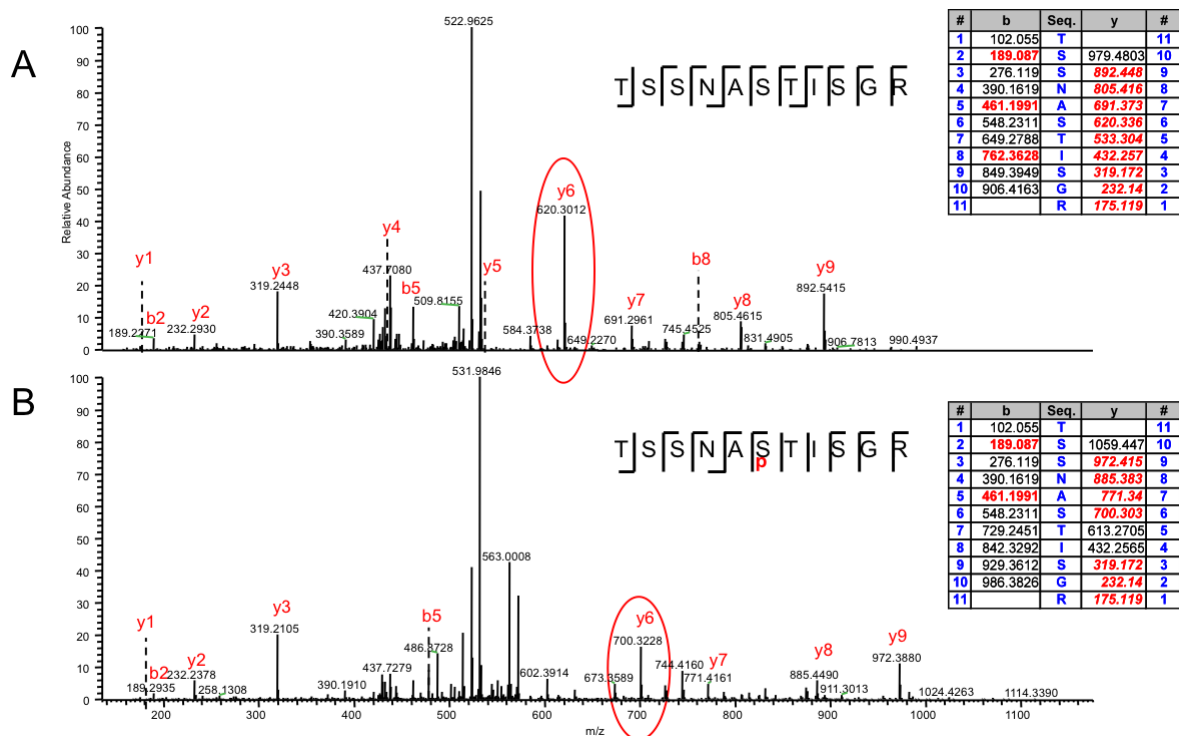 A
Relative Abundance
100
90
80
70
60
50
40
30
20
10
0
522.9625
TSSNASTISGR
y1
189.2271
b2
y2
232.2930
y3
319.2448
390.3589
y4
437.7080
420.3904
b5
509.8155
y5
584.3738
y6
620.3012
649.2270
y7
691.2961
b8
745.4525
y8
805.4615
831.4905
y9
892.5415
906.7813
990.4937
# b Seq. y #
1 102.055 T 11
2 189.087 S 979.4803 10
3 276.119 S 892.448 9
4 390.1619 N 805.416 8
5 461.1991 A 691.373 7
6 548.2311 S 620.336 6
7 649.2788 T 533.304 5
8 762.3628 I 432.257 4
9 849.3949 S 319.172 3
10 906.4163 G 232.14 2
11 R 175.119 1
B
100
90
80
70
60
50
40
30
20
10
0
531.9846
TSSNASTISGR
p
563.0008
y1
b2
189.2935
y2
232.2378
258.1308
y3
319.2105
390.1910
437.7279
b5
486.3728
602.3914
673.3589
y6
700.3228
744.4160
y7
771.4161
y8
885.4490
911.3013
y9
972.3880
1024.4263
1114.3390
200 300 400 500 600 700 800 900 1000 1100
m/z
# b Seq. y #
1 102.055 T 11
2 189.087 S 1059.447 10
3 276.119 S 972.415 9
4 390.1619 N 885.383 8
5 461.1991 A 771.34 7
6 548.2311 S 700.303 6
7 729.2451 T 613.2705 5
8 842.3292 I 432.2565 4
9 929.3612 S 319.172 3
10 986.3826 G 232.14 2
11 R 175.119 1